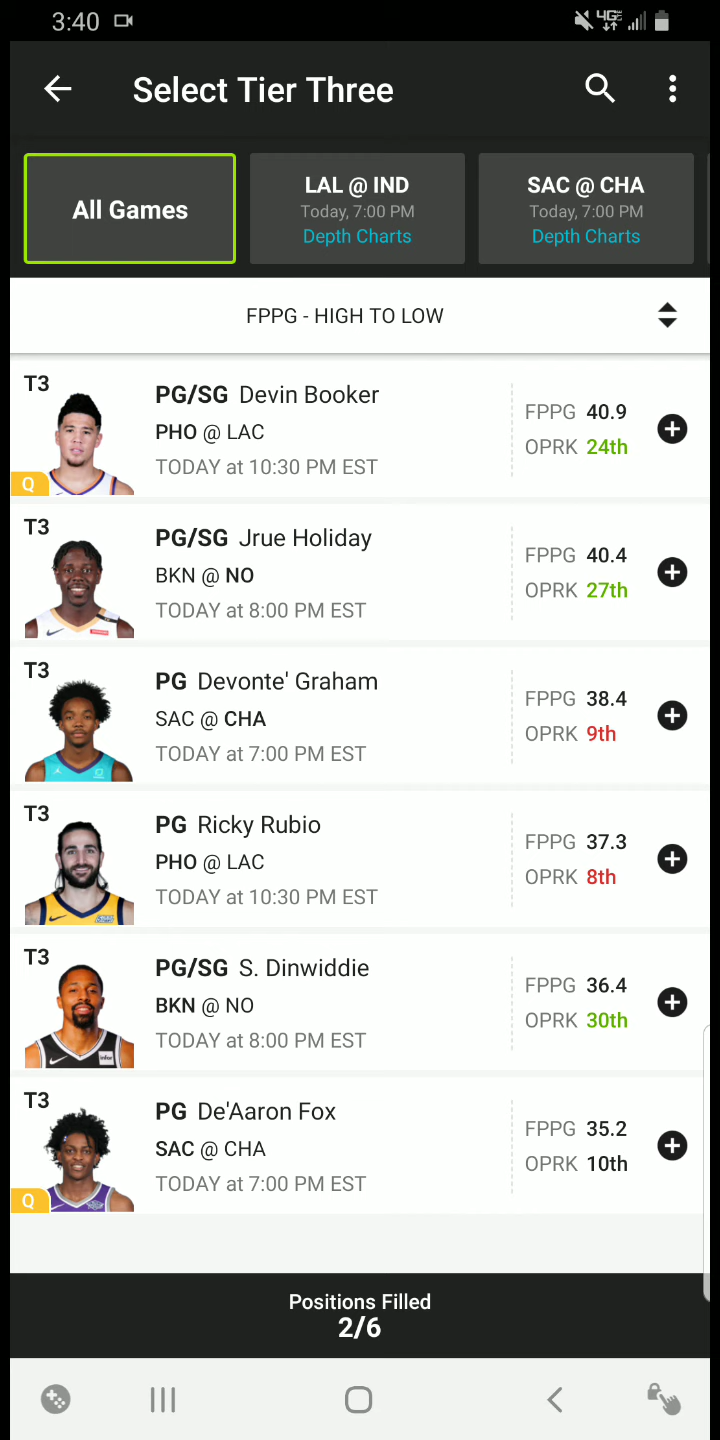 3:40
4G
Select Tier Three
All Games
LAL @ IND
Today, 7:00 PM
Depth Charts
SAC @ CHA
Today, 7:00 PM
Depth Charts
FPPG - HIGH TO LOW
T3
Q
PG/SG Devin Booker
PHO @ LAC
TODAY at 10:30 PM EST
FPPG 40.9
OPRK 24th
T3
PG/SG Jrue Holiday
BKN @ NO
TODAY at 8:00 PM EST
FPPG 40.4
OPRK 27th
T3
PG Devonte' Graham
SAC @ CHA
TODAY at 7:00 PM EST
FPPG 38.4
OPRK 9th
T3
PG Ricky Rubio
PHO @ LAC
TODAY at 10:30 PM EST
FPPG 37.3
OPRK 8th
T3
PG/SG S. Dinwiddie
BKN @ NO
TODAY at 8:00 PM EST
FPPG 36.4
OPRK 30th
T3
Q
PG De'Aaron Fox
SAC @ CHA
TODAY at 7:00 PM EST
FPPG 35.2
OPRK 10th
Positions Filled
2/6